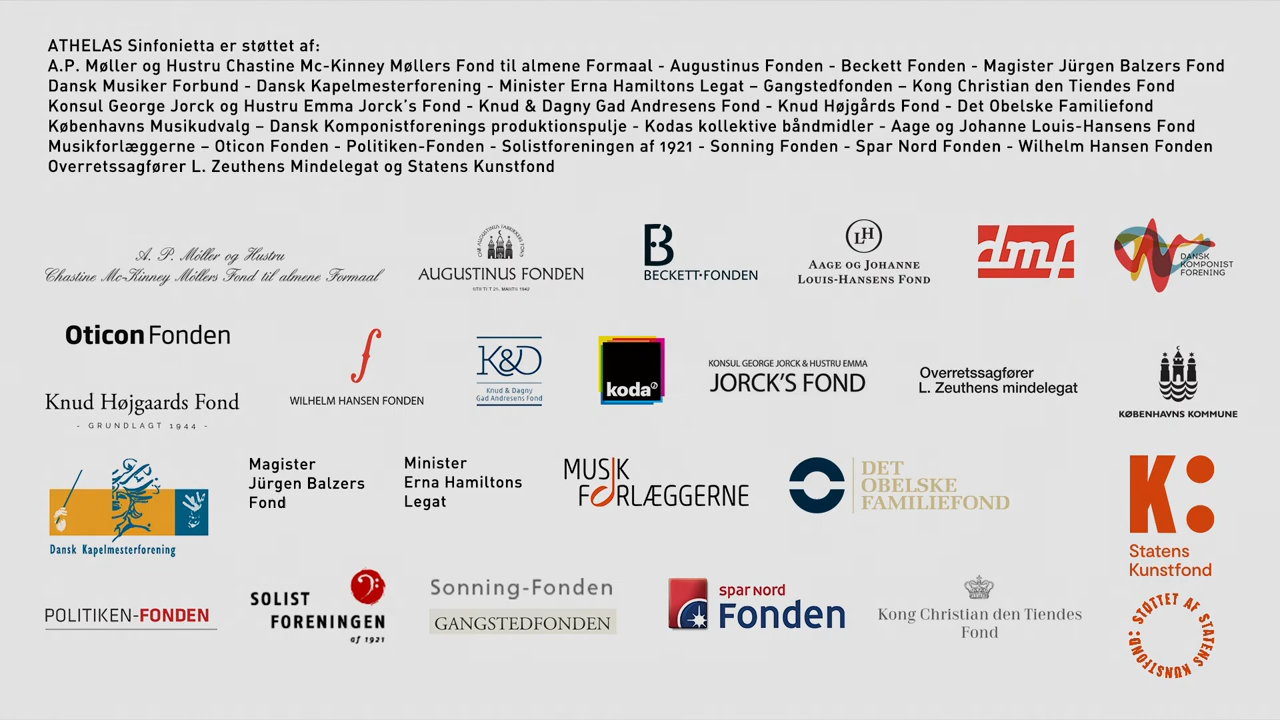 ATHELAS Sinfonietta er støttet af:
A.P. Møller og Hustru Chastine Mc-Kinney Møllers Fond til almene Formaal - Augustinus Fonden - Beckett Fonden - Magister Jürgen Balzers Fond
Dansk Musiker Forbund - Dansk Kapelmesterforening - Minister Erna Hamiltons Legat – Gangstedfonden – Kong Christian den Tiendes Fond
Konsul George Jorck og Hustru Emma Jorck's Fond - Knud & Dagny Gad Andresens Fond - Knud Højgårds Fond - Det Obelske Familiefond
Københavns Musikudvalg – Dansk Komponistforenings produktionspulje - Kodas kollektive båndmidler - Aage og Johanne Louis-Hansens Fond
Musikforlæggerne – Oticon Fonden - Politiken-Fonden - Solistforeningen af 1921 - Sonning Fonden - Spar Nord Fonden - Wilhelm Hansen Fonden
Overretssagfører L. Zeuthens Mindelegat og Statens Kunstfond
A. P. Möller og Hustru
Chastine Mc-Kinney Möllers Fond til almene Formaal
AUGUSTINUS FONDEN
B
BECKETT-FONDEN
LH
AAGE OG JOHANNE
LOUIS-HANSENS FOND
dmf
DANSK
KOMPONIST
FORENING
Oticon Fonden
Knud Højgaards Fond
- GRUNDLAGT 1944 -
WILHELM HANSEN FONDEN
K&D
Knud & Dagny
Gad Andresens Fond
koda
KONSUL GEORGE JORCK & HUSTRU EMMA
JORCK'S FOND
Overretssagfører
L. Zeuthens mindelegat
KØBENHAVNS KOMMUNE
Dansk Kapelmesterforening
Magister
Jürgen Balzers
Fond
Minister
Erna Hamiltons
Legat
MUSIK
FORLÆGGERNE
DET
OBELSKE
FAMILIEFOND
K:
Statens
Kunstfond
POLITIKEN-FONDEN
SOLIST
FORENINGEN
af 1921
Sonning-Fonden
GANGSTEDFONDEN
spar nord
Fonden
Kong Christian den Tiendes
Fond
STØTTET AF STATENS KUNSTFOND: